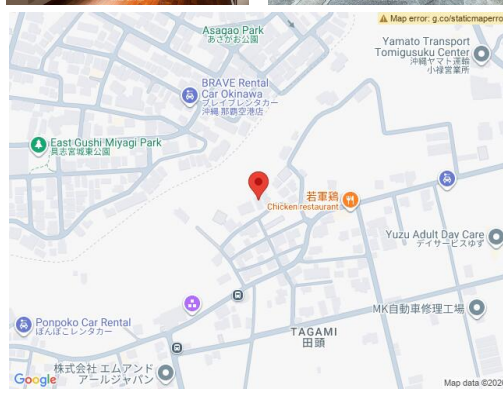 Map error: g.co/staticmaperro
Asagao Park
あさがお公園
Yamato Transport
Tomigusuku Center
沖縄ヤマト運輸
小禄営業所
BRAVE Rental
Car Okinawa
ブレイブレンタカー
沖縄 那覇空港店
East Gushi Miyagi Park
具志宮城東公園
若軍鶏
Chicken restaurant
Yuzu Adult Day Care
デイサービスゆず
Ponpoko Car Rental
ぽんぽこレンタカー
MK自動車修理工場
TAGAMI
田頭
株式会社 エムアンド
アールジャパン
Google
Map data ©2026